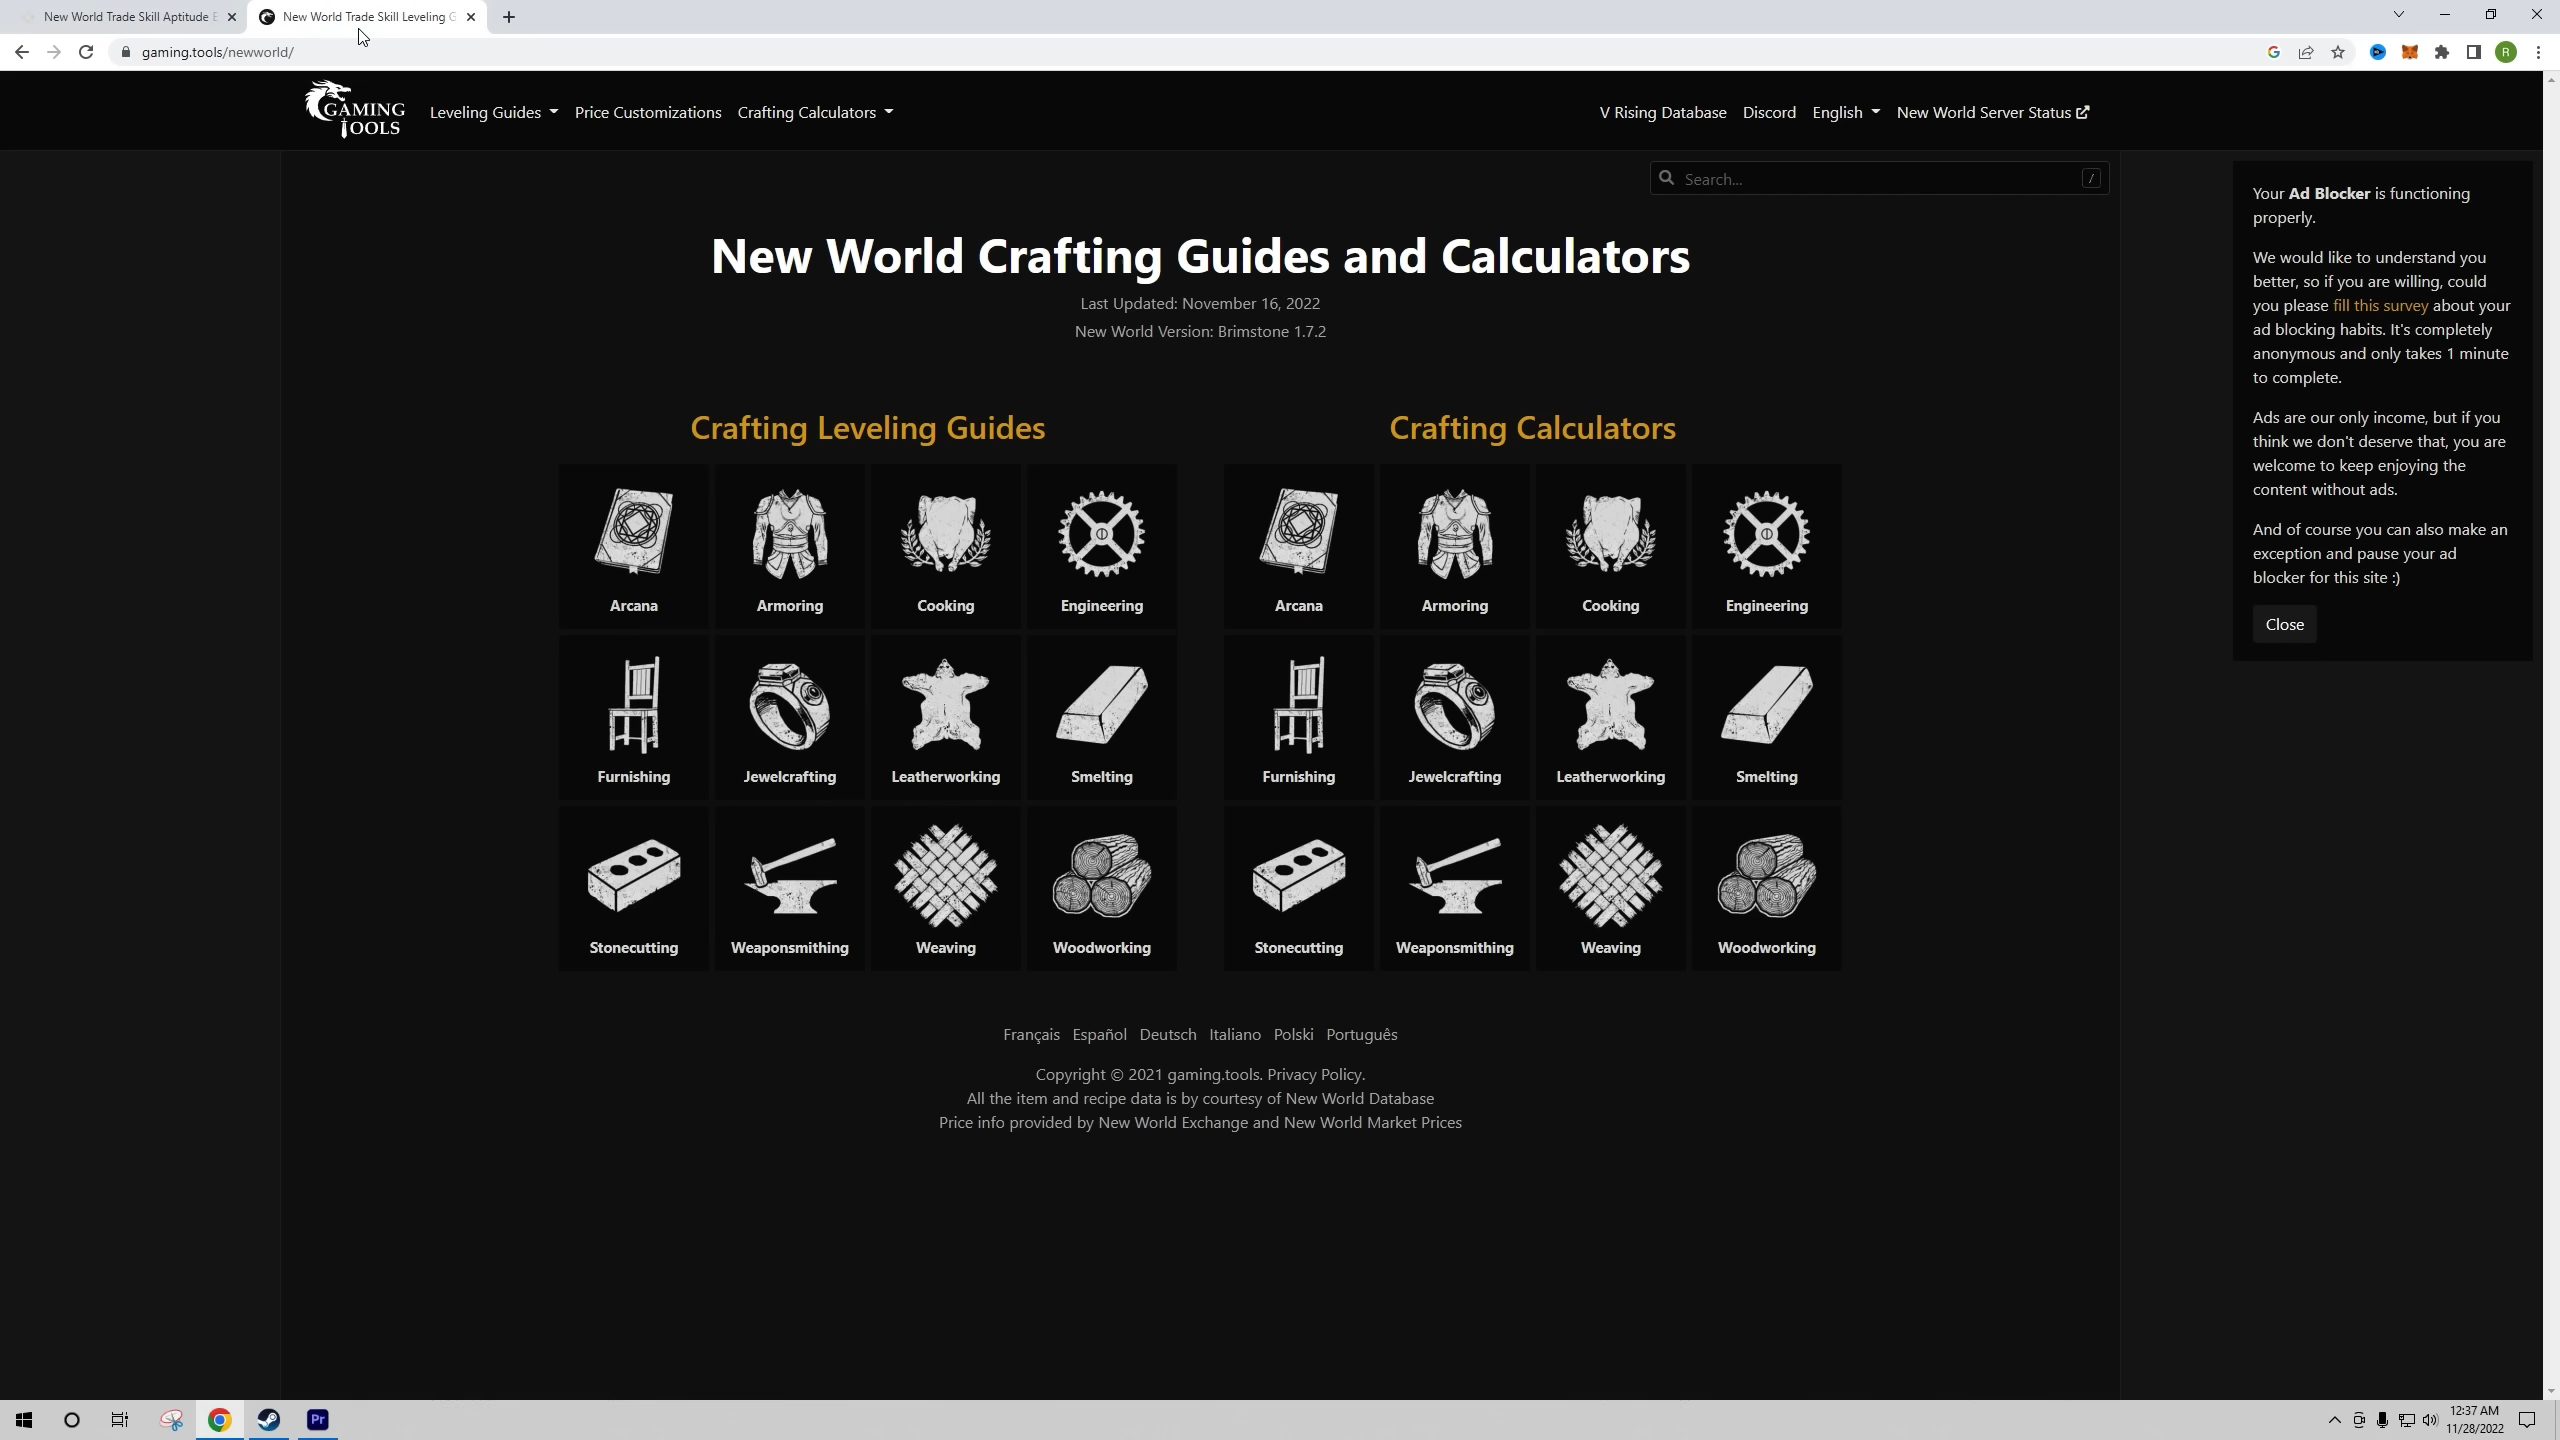 New World Trade Skill Aptitude E
New World Trade Skill Leveling G
gaming.tools/newworld/
R
GAMING TOOLS
Leveling Guides
Price Customizations
Crafting Calculators
V Rising Database
Discord
English
New World Server Status
Search...
/
Your Ad Blocker is functioning
properly.
We would like to understand you
better, so if you are willing, could
you please fill this survey about your
ad blocking habits. It's completely
anonymous and only takes 1 minute
to complete.
Ads are our only income, but if you
think we don't deserve that, you are
welcome to keep enjoying the
content without ads.
And of course you can also make an
exception and pause your ad
blocker for this site :)
Close
New World Crafting Guides and Calculators
Last Updated: November 16, 2022
New World Version: Brimstone 1.7.2
Crafting Leveling Guides
Arcana
Armoring
Cooking
Engineering
Furnishing
Jewelcrafting
Leatherworking
Smelting
Stonecutting
Weaponsmithing
Weaving
Woodworking
Crafting Calculators
Arcana
Armoring
Cooking
Engineering
Furnishing
Jewelcrafting
Leatherworking
Smelting
Stonecutting
Weaponsmithing
Weaving
Woodworking
Français Español Deutsch Italiano Polski Português
Copyright © 2021 gaming.tools. Privacy Policy.
All the item and recipe data is by courtesy of New World Database
Price info provided by New World Exchange and New World Market Prices
Pr
12:37 AM
11/28/2022